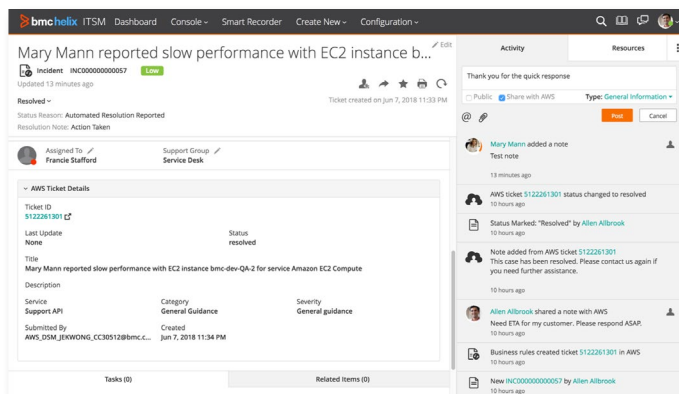 bmchelix ITSM Dashboard Console Smart Recorder Create New Configuration
Mary Mann reported slow performance with EC2 instance b...
Edit
Incident INC000000000057 Low
Updated 13 minutes ago
Resolved
Ticket created on Jun 7, 2018 11:33 PM
Status Reason: Automated Resolution Reported
Resolution Note: Action Taken
Assigned To
Francie Stafford
Support Group
Service Desk
AWS Ticket Details
Ticket ID
5122261301
Last Update
None
Status
resolved
Title
Mary Mann reported slow performance with EC2 instance bmc-dev-QA-2 for service Amazon EC2 Compute
Description
Service
Support API
Category
General Guidance
Severity
General guidance
Submitted By
AWS_DSM_JEKWONG_CC30512@bmc.c...
Created
Jun 7, 2018 11:34 PM
Tasks (0)
Related Items (0)
Activity
Resources
Thank you for the quick response
Public Share with AWS Type: General Information
@ Post Cancel
Mary Mann added a note
Test note
13 minutes ago
AWS ticket 5122261301 status changed to resolved
10 hours ago
Status Marked: "Resolved" by Allen Allbrook
10 hours ago
Note added from AWS ticket 5122261301
This case has been resolved. Please contact us again if
you need further assistance.
10 hours ago
Allen Allbrook shared a note with AWS
Need ETA for my customer. Please respond ASAP.
10 hours ago
Business rules created ticket 5122261301 in AWS
10 hours ago
New INC000000000057 by Allen Allbrook
10 hours ago